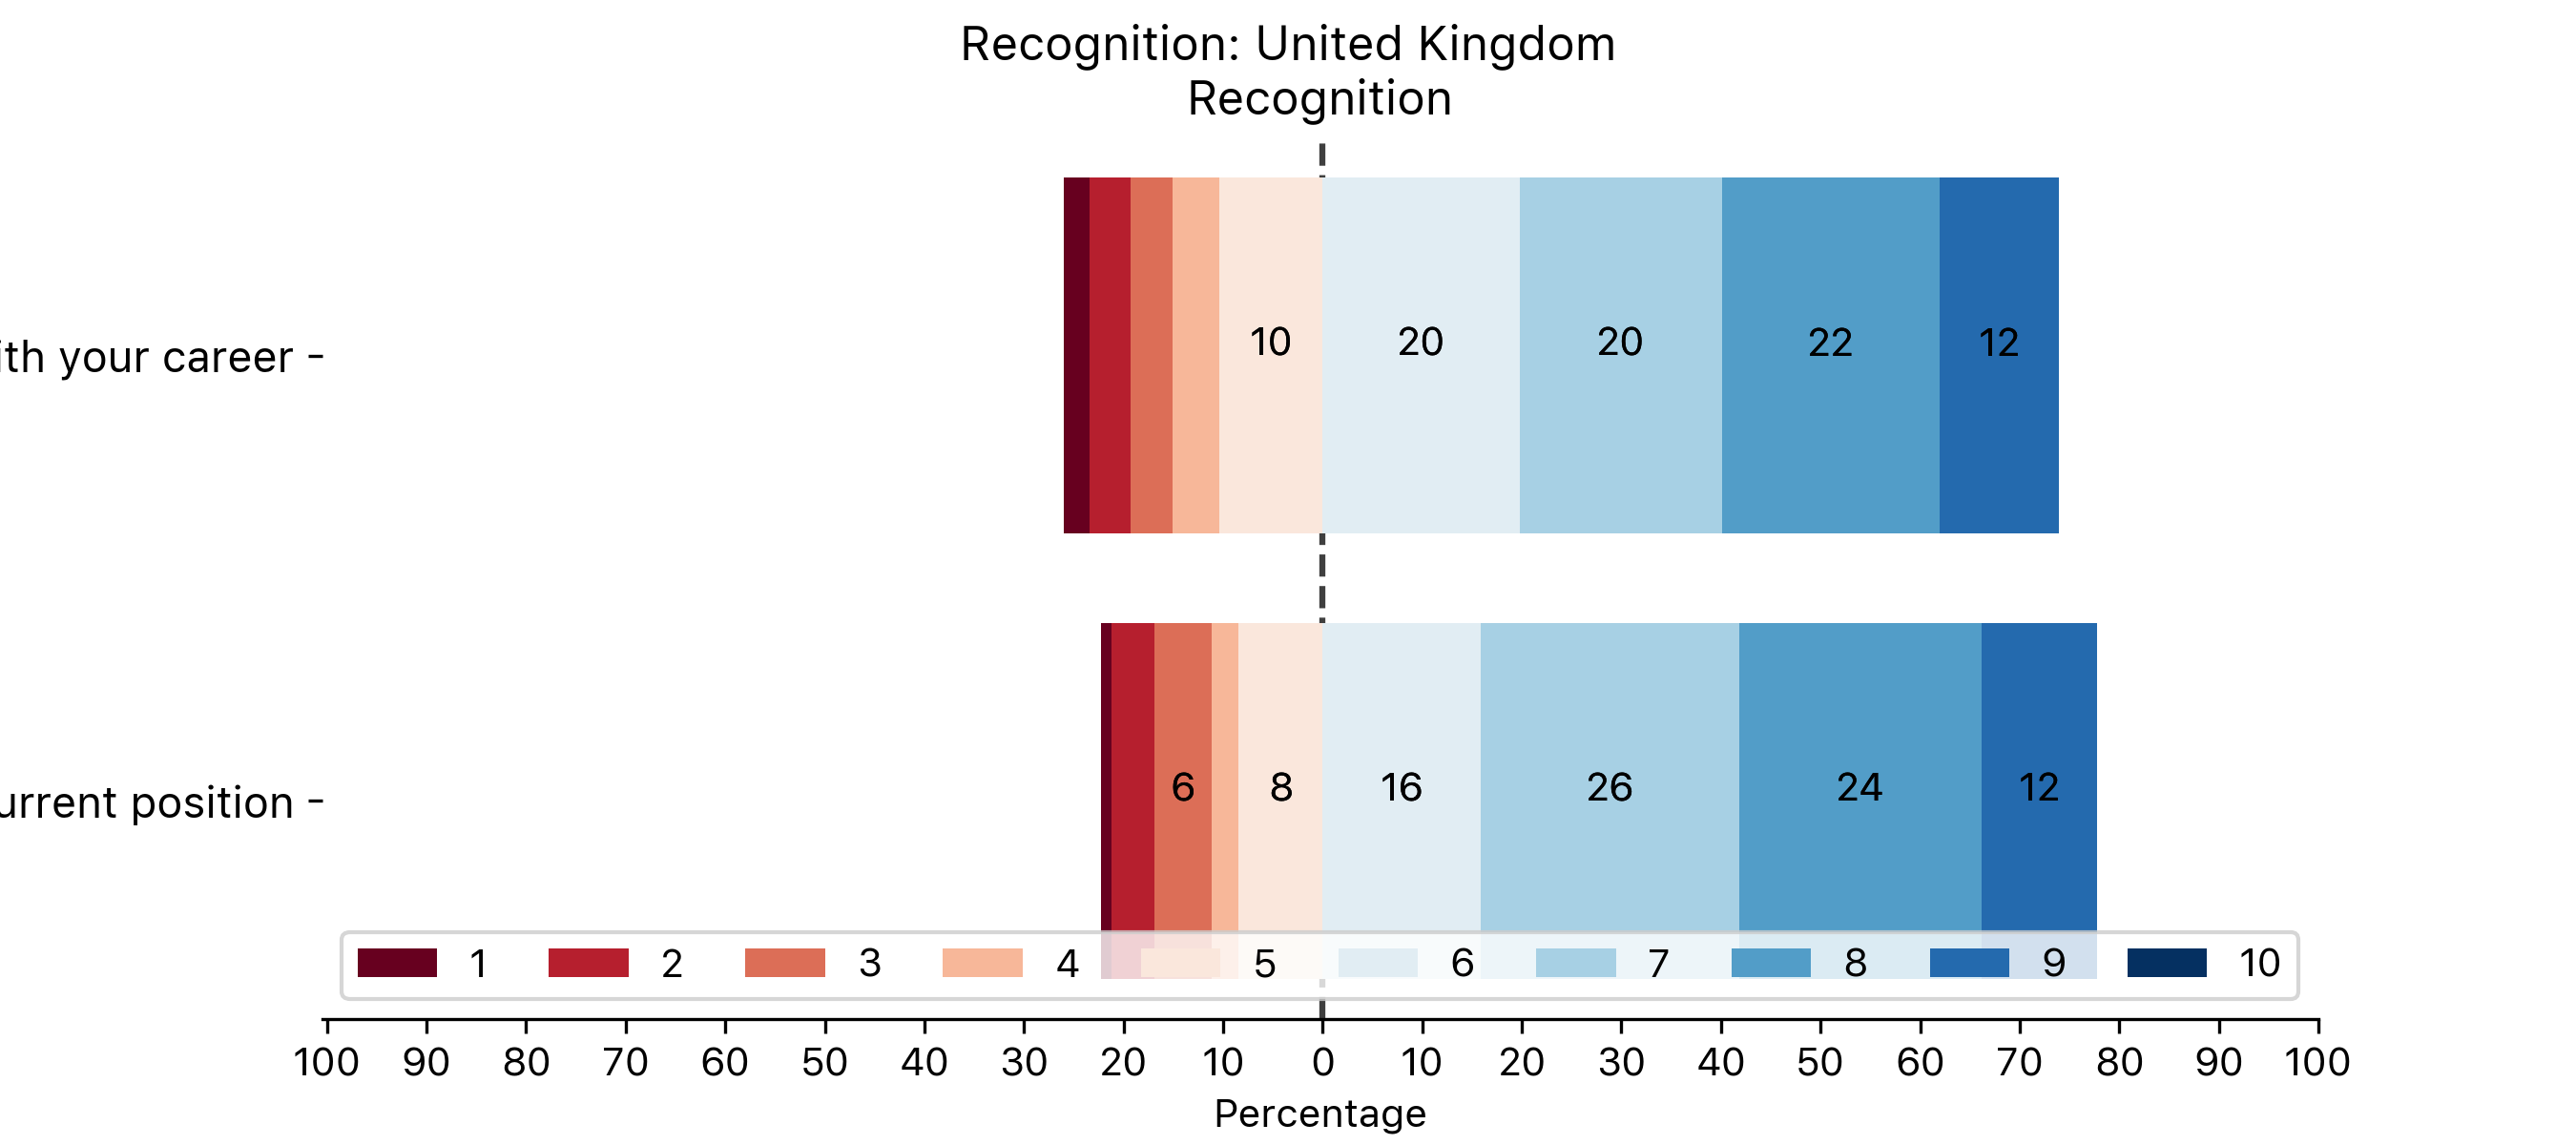 Recognition: United Kingdom
Recognition
ith your career -
10 20 20 22 12
urrent position -
6 8 16 26 24 12
1 2 3 4 5 6 7 8 9 10
100 90 80 70 60 50 40 30 20 10 0 10 20 30 40 50 60 70 80 90 100
Percentage